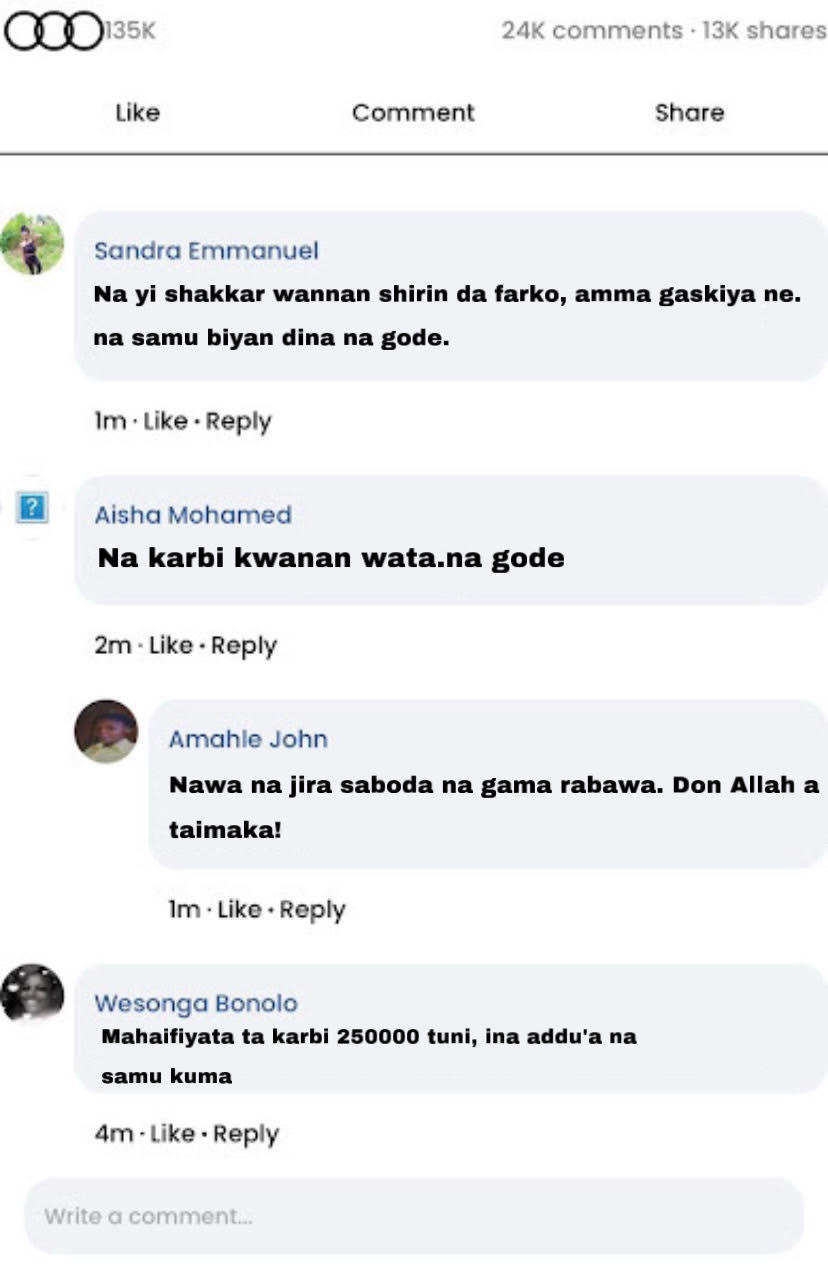 135K 24K comments · 13K shares
Like Comment Share
Sandra Emmanuel
Na yi shakkar wannan shirin da farko, amma gaskiya ne.
na samu biyan dina na gode.
1m · Like · Reply
?
Aisha Mohamed
Na karbi kwanan wata.na gode
2m · Like · Reply
Amahle John
Nawa na jira saboda na gama rabawa. Don Allah a
taimaka!
1m · Like · Reply
Wesonga Bonolo
Mahaifiyata ta karbi 250000 tuni, ina addu'a na
samu kuma
4m · Like · Reply
Write a comment...